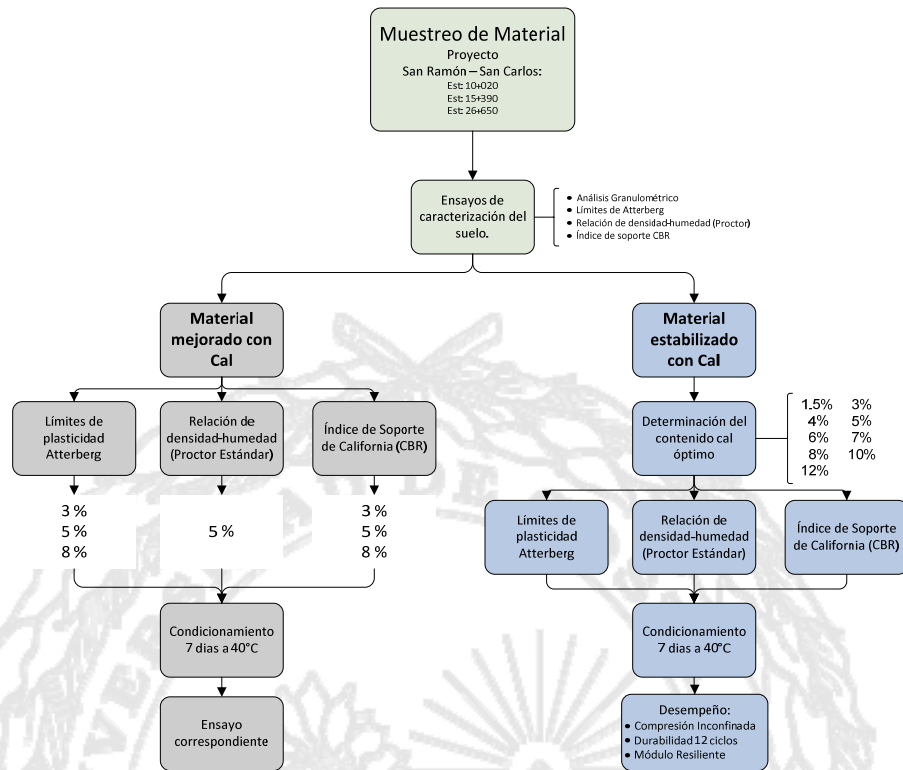 Muestreo de Material
Proyecto
San Ramón – San Carlos:
Est: 10+020
Est: 15+390
Est: 26+650
Ensayos de
caracterización del
suelo.
• Análisis Granulométrico
• Límites de Atterberg
• Relación de densidad-humedad (Proctor)
• Índice de soporte CBR
Material
mejorado con
Cal
Límites de
plasticidad
Atterberg
Relación de
densidad-humedad
(Proctor Estándar)
Índice de Soporte
de California (CBR)
3 %
5 %
8 %
5 %
3 %
5 %
8 %
Condicionamiento
7 dias a 40°C
Ensayo
correspondiente
Material
estabilizado
con Cal
Determinación del
contenido cal
óptimo
1.5% 3%
4% 5%
6% 7%
8% 10%
12%
Límites de
plasticidad
Atterberg
Relación de
densidad-humedad
(Proctor Estándar)
Índice de Soporte
de California (CBR)
Condicionamiento
7 dias a 40°C
Desempeño:
• Compresión Inconfinada
• Durabilidad 12 ciclos
• Módulo Resiliente